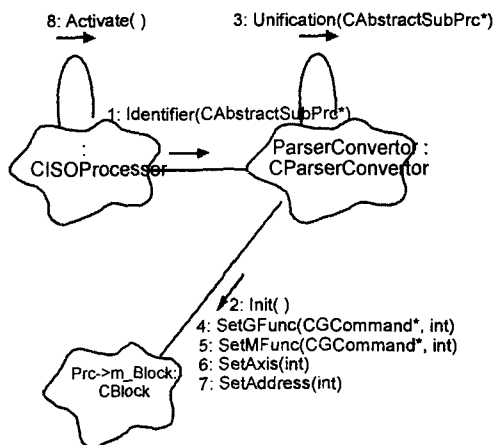 8: Activate( )
3: Unification(CAbstractSubPrc*)
1: Identifier(CAbstractSubPrc*)
:
CISOProcessor
ParserConvertor :
CParserConvertor
2: Init( )
4: SetGFunc(CGCommand*, int)
5: SetMFunc(CGCommand*, int)
6: SetAxis(int)
7: SetAddress(int)
Prc->m_Block:
CBlock